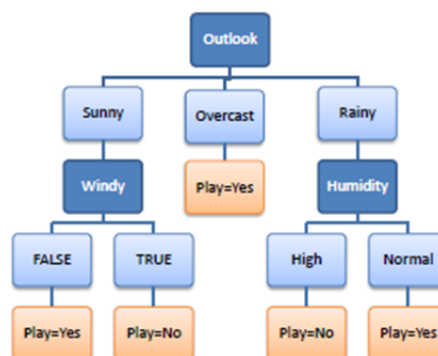 Outlook
Sunny
Overcast
Rainy
Windy
Play=Yes
Humidity
FALSE
TRUE
High
Normal
Play=Yes
Play=No
Play=No
Play=Yes